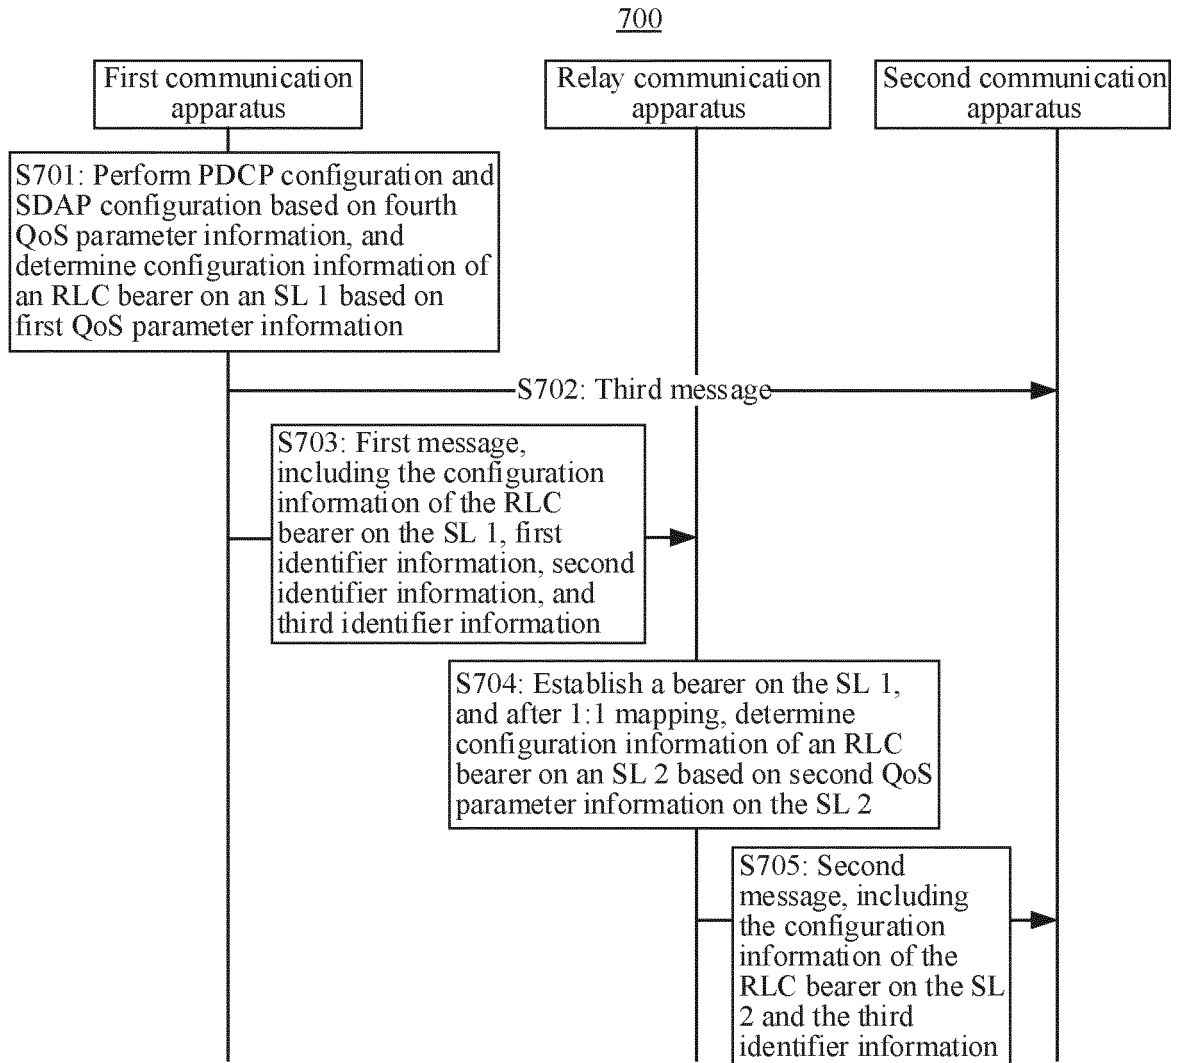 700
First communication
apparatus
Relay communication
apparatus
Second communication
apparatus
S701: Perform PDCP configuration and
SDAP configuration based on fourth
QoS parameter information, and
determine configuration information of
an RLC bearer on an SL 1 based on
first QoS parameter information
S702: Third message
S703: First message,
including the configuration
information of the RLC
bearer on the SL 1, first
identifier information, second
identifier information, and
third identifier information
S704: Establish a bearer on the SL 1,
and after 1:1 mapping, determine
configuration information of an RLC
bearer on an SL 2 based on second QoS
parameter information on the SL 2
S705: Second
message, including
the configuration
information of the
RLC bearer on the SL
2 and the third
identifier information